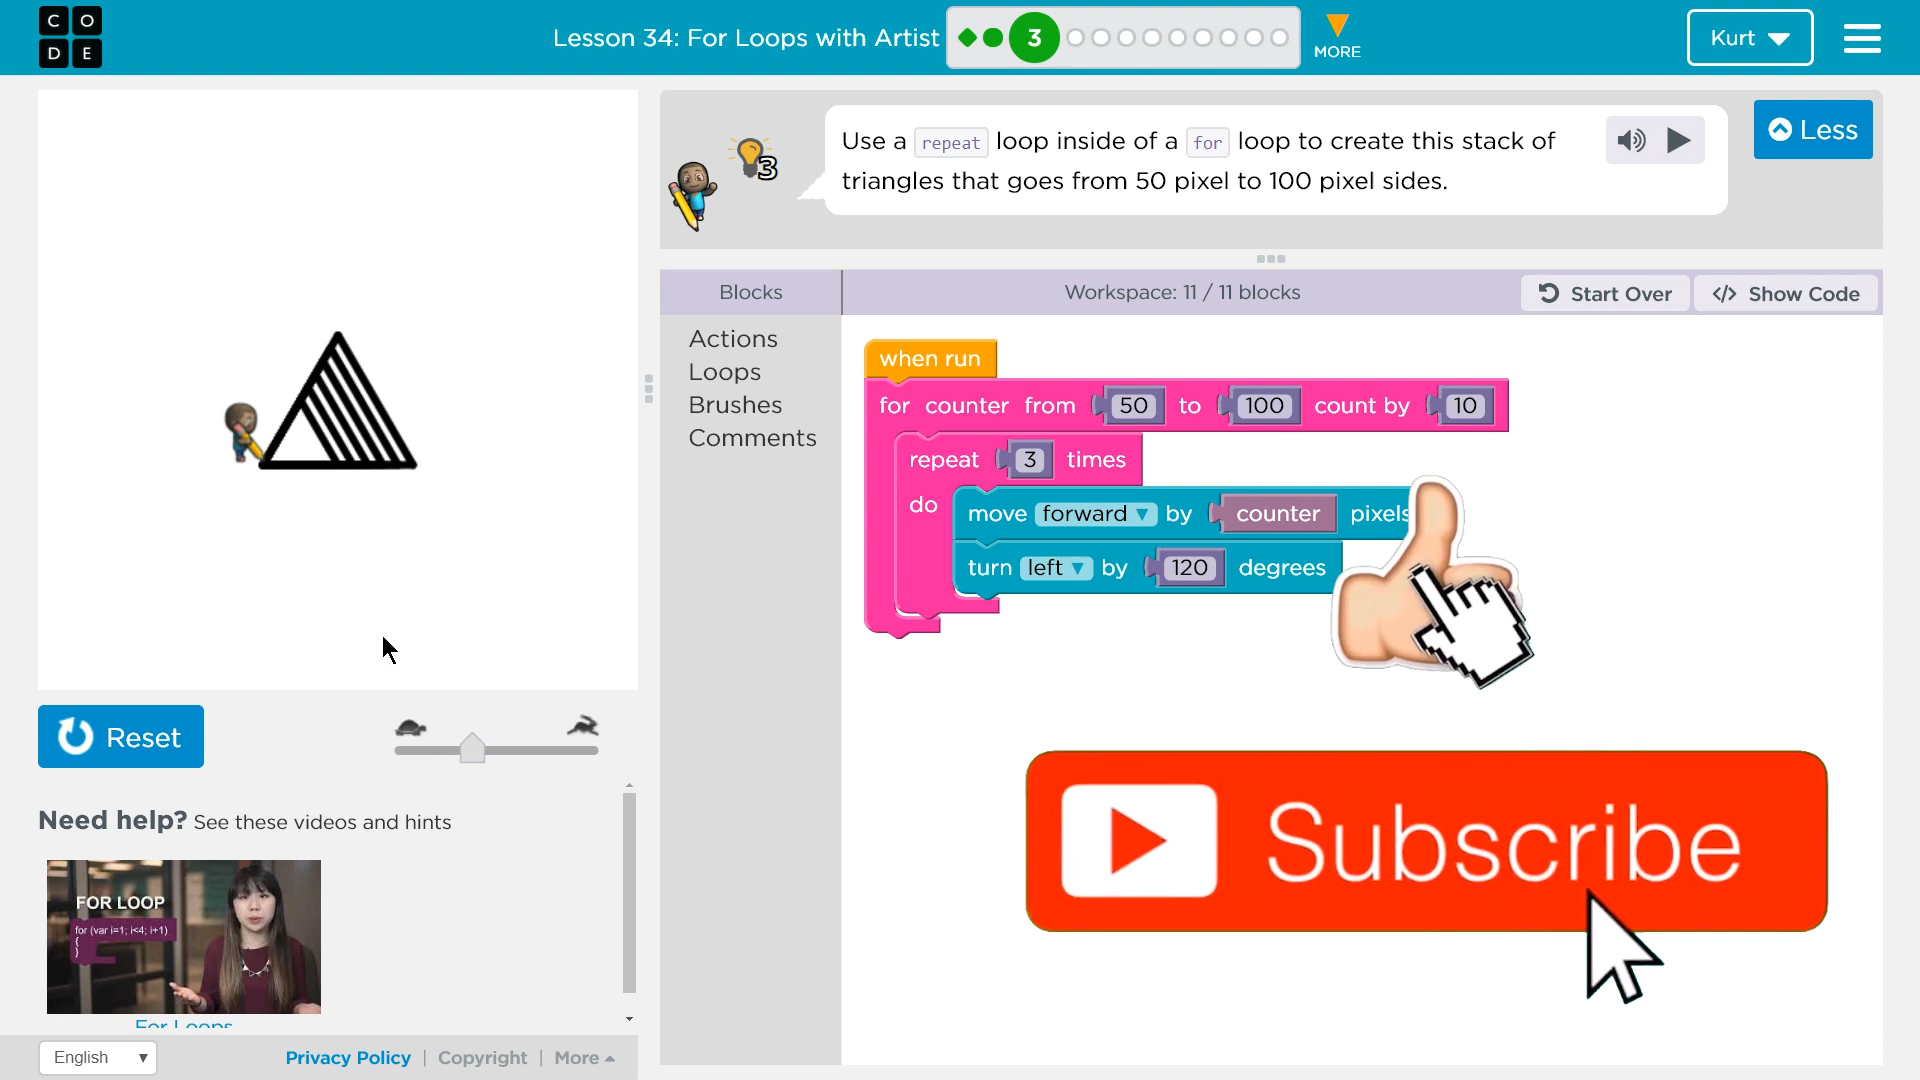 C O
D E
Lesson 34: For Loops with Artist
3
MORE
Kurt
3
Use a repeat loop inside of a for loop to create this stack of
triangles that goes from 50 pixel to 100 pixel sides.
Less
Blocks
Workspace: 11 / 11 blocks
Start Over
</> Show Code
Actions
Loops
Brushes
Comments
when run
for counter from 50 to 100 count by 10
repeat 3 times
do
move forward by counter pixels
turn left by 120 degrees
Reset
Need help? See these videos and hints
FOR LOOP
for (var i=1; i<4; i+1)
{
}
For Loops
Subscribe
English
Privacy Policy | Copyright | More